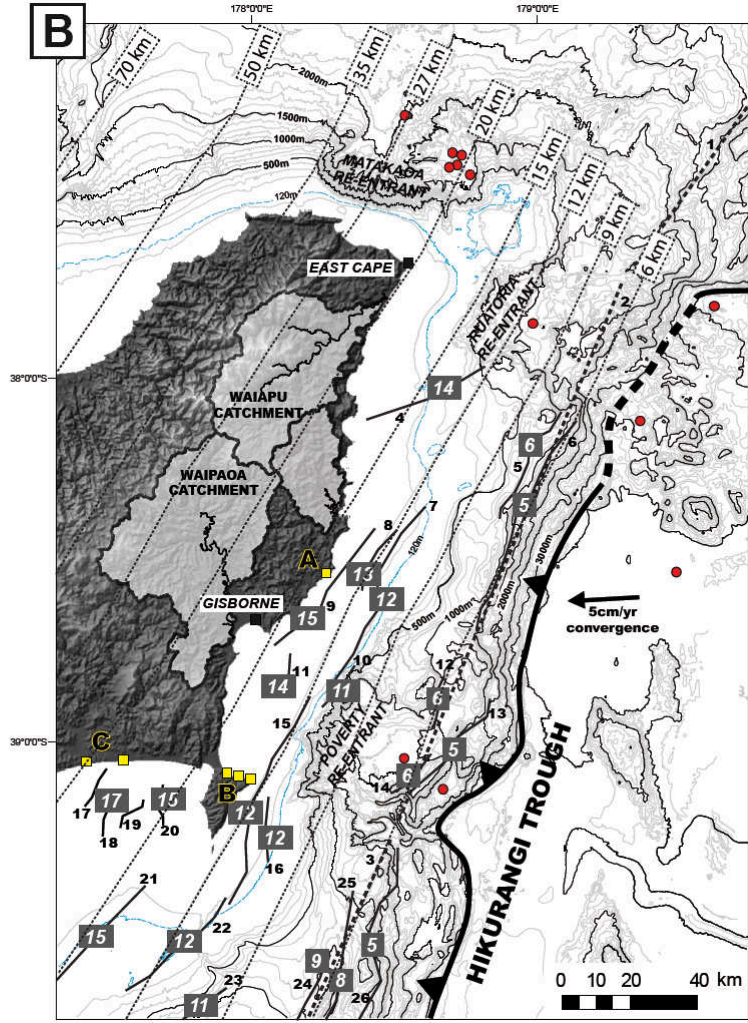 B
178°0'0"E
179°0'0"E
70 km
50 km
35 km
27 km
20 km
15 km
12 km
9 km
6 km
2000m
1500m
1000m
500m
120m
MATAKAOA
RE-ENTRANT
1
EAST CAPE
RUATORIA
RE-ENTRANT
2
38°0'0"S
14
4
WAIAPU
CATCHMENT
6
5
6
5
WAIPAOA
CATCHMENT
8
7
120m
3000m
2000m
A
13
12
9
15
GISBORNE
500m
1000m
5cm/yr
convergence
11
14
10
11
12
6
13
15
POVERTY
RE-ENTRANT
5
6
14
39°0'0"S
C
B
17
17
18
19
15
20
12
12
16
3
HIKURANGI TROUGH
21
15
12
22
25
5
9
8
24
26
23
11
0 10 20 40 km